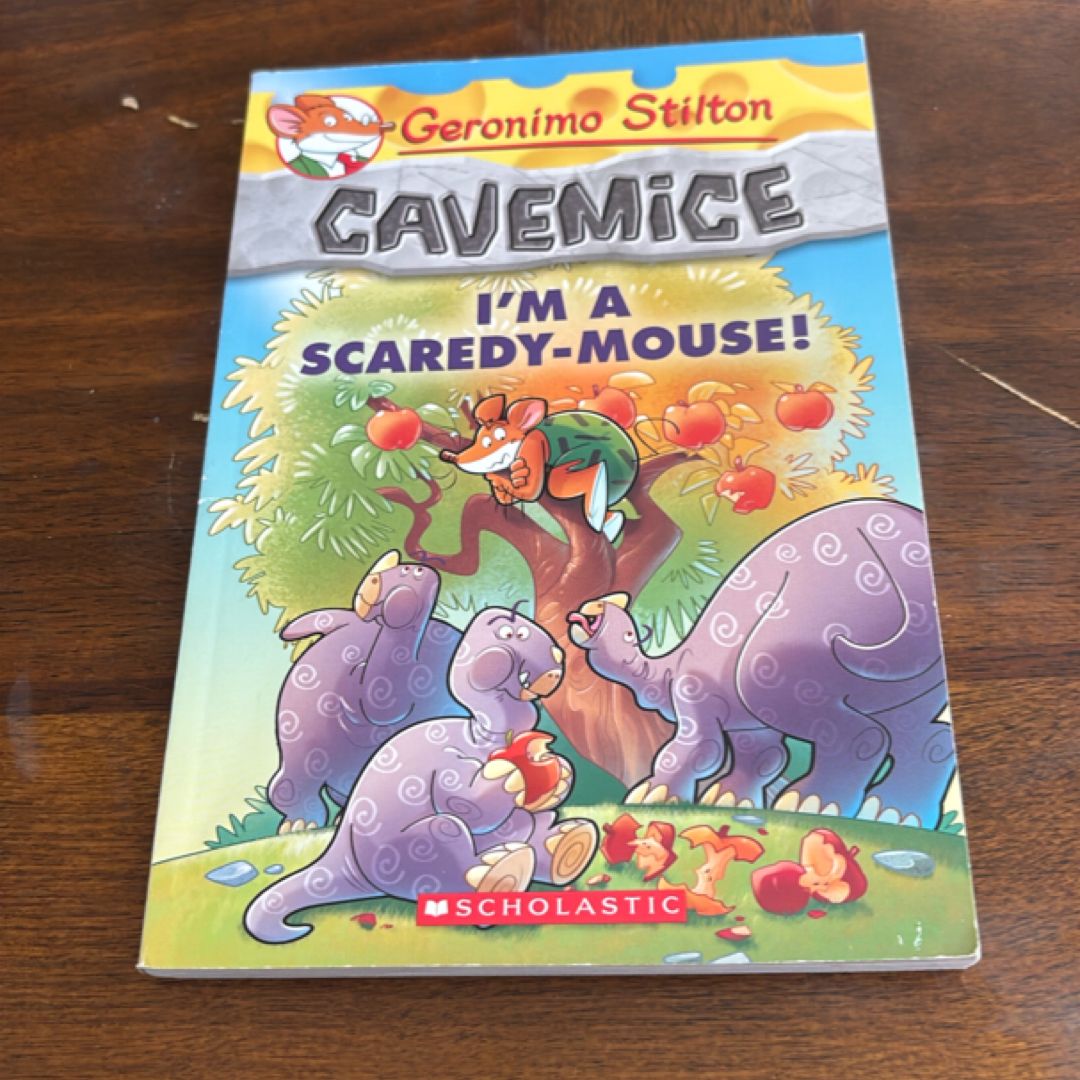 Geronimo Stilton
CAVEMiCE
I'M A
SCAREDY-MOUSE!
SCHOLASTIC